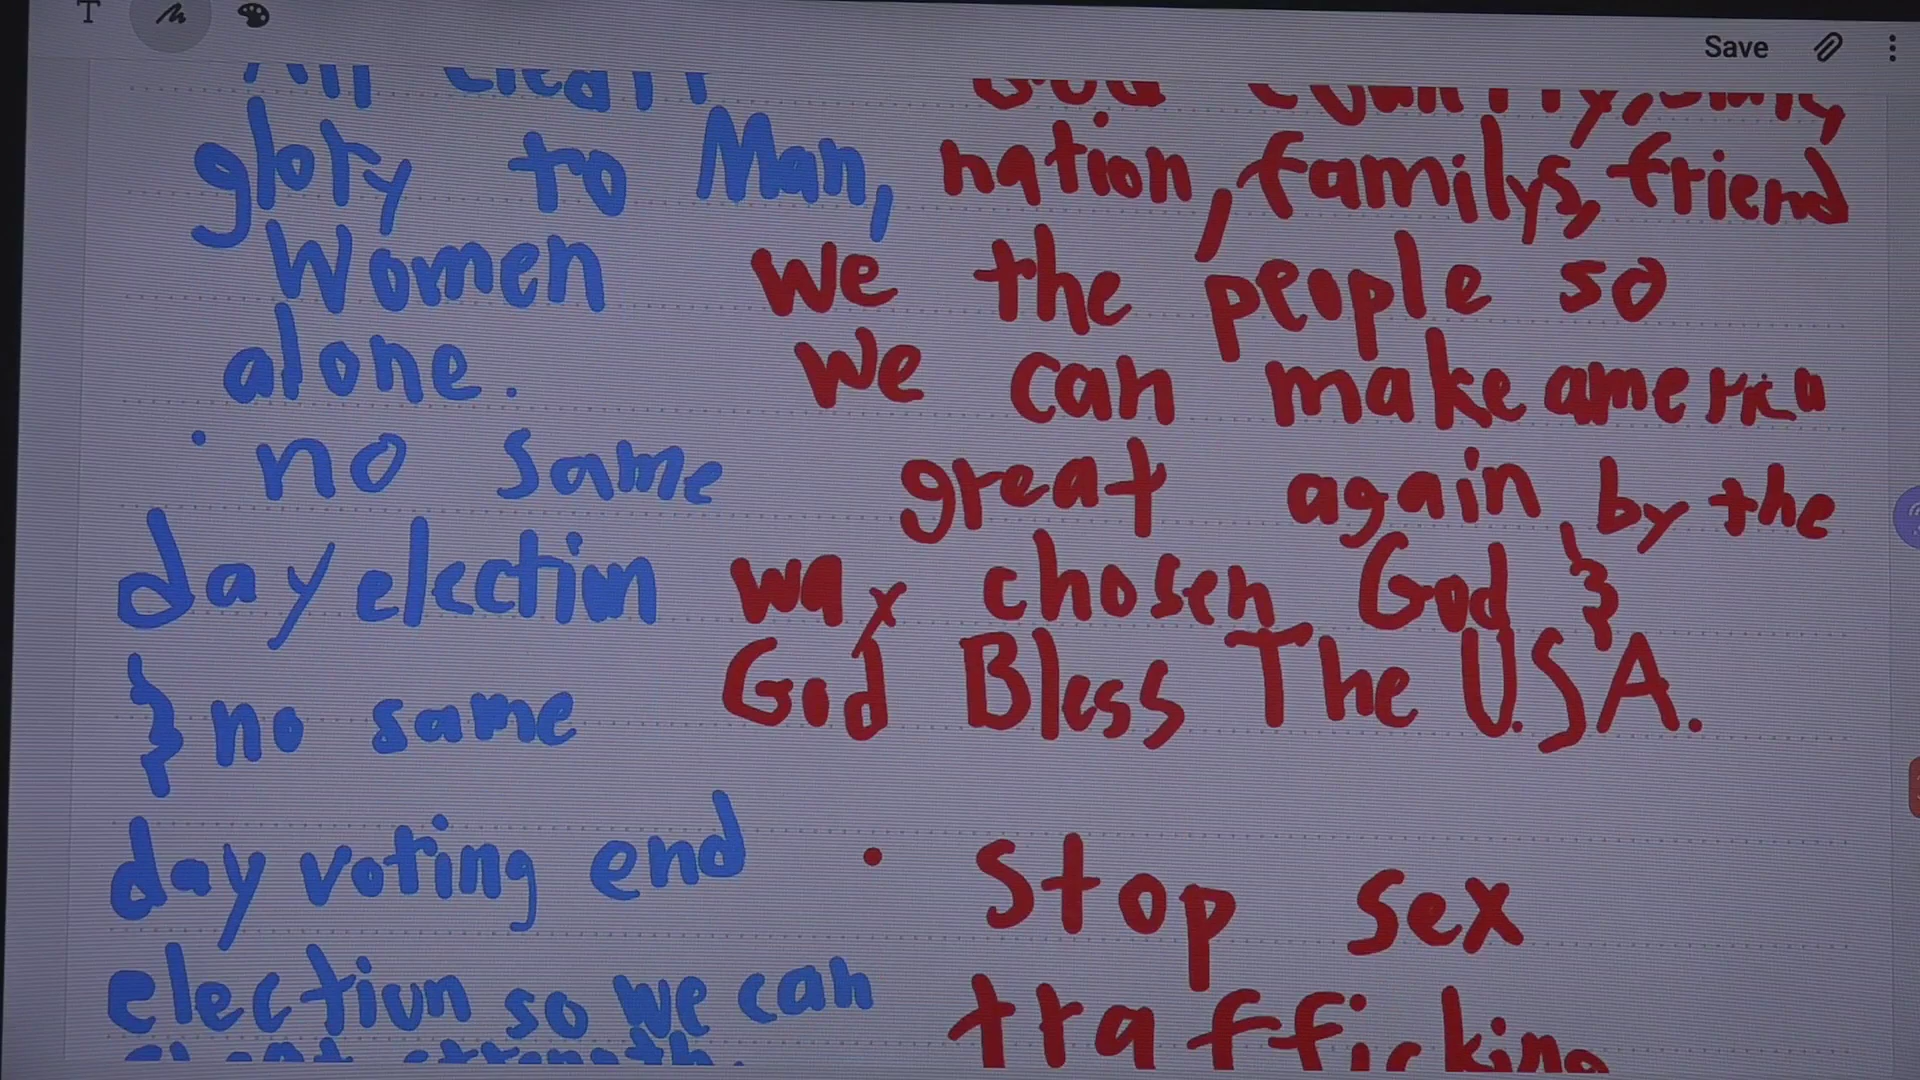 T
Save
glory to Man,
Women
alone.
• no same
day election
} no same
day voting end
election so we can
nation, familys, friend
we the people so
we can make america
great again, by the
way chosen God }
God Bless The U.S.A.
• Stop sex
trafficking